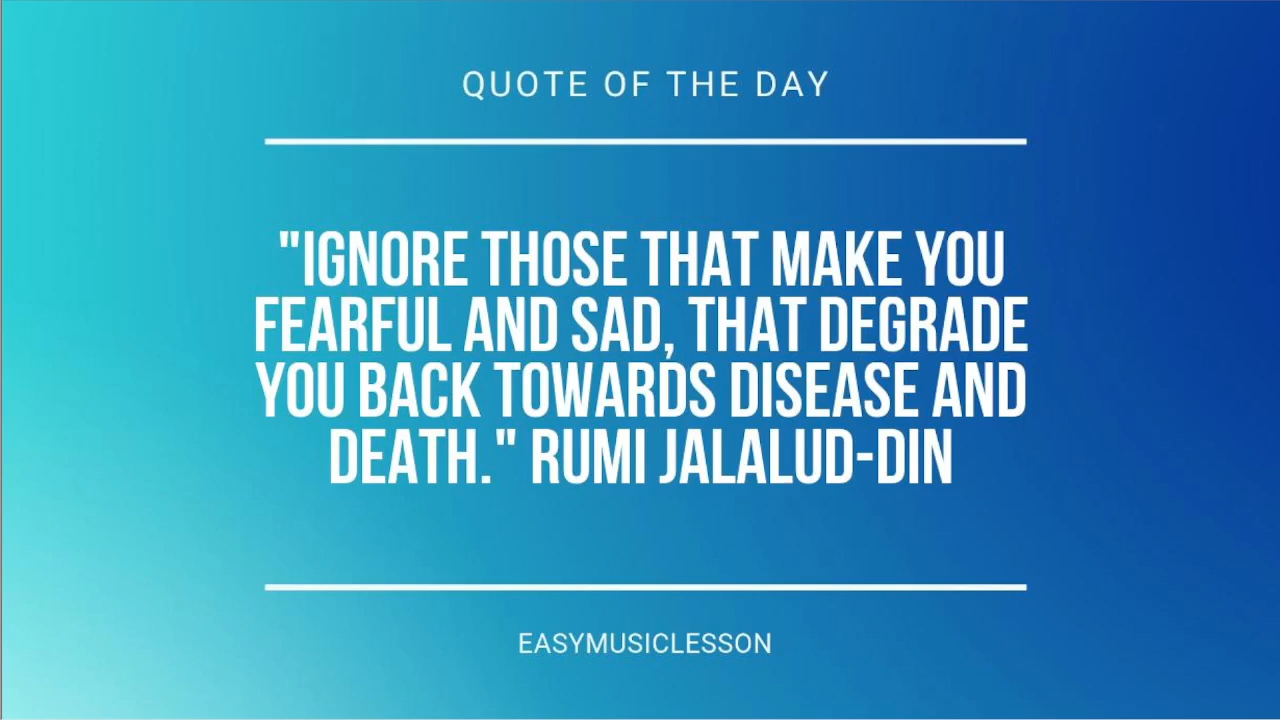 QUOTE OF THE DAY
"IGNORE THOSE THAT MAKE YOU
FEARFUL AND SAD, THAT DEGRADE
YOU BACK TOWARDS DISEASE AND
DEATH." RUMI JALALUD-DIN
EASYMUSICLESSON